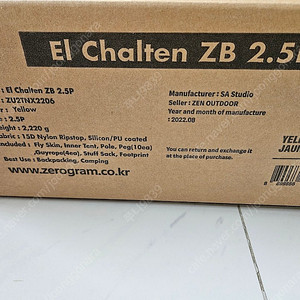 El Chalten ZB 2.5P
: El Chalten ZB 2.5P
: ZU2TNX2206
: Yellow
: 2.5P
: 2,220 g
: 15D Nylon Ripstop, Silicon/PU coated
: Fly Skin, Inner Tent, Pole, Peg(10ea)
,Guyrope(4ea), Stuff Sack, Footprint
Best Use : Backpacking, Camping
www.zerogram.co.kr
Manufacturer : SA Studio
Seller : ZEN OUTDOOR
Year and month of manufacture
: 2022.08
You can return and exchange it
at the place of purchase.
YEL
JAUN